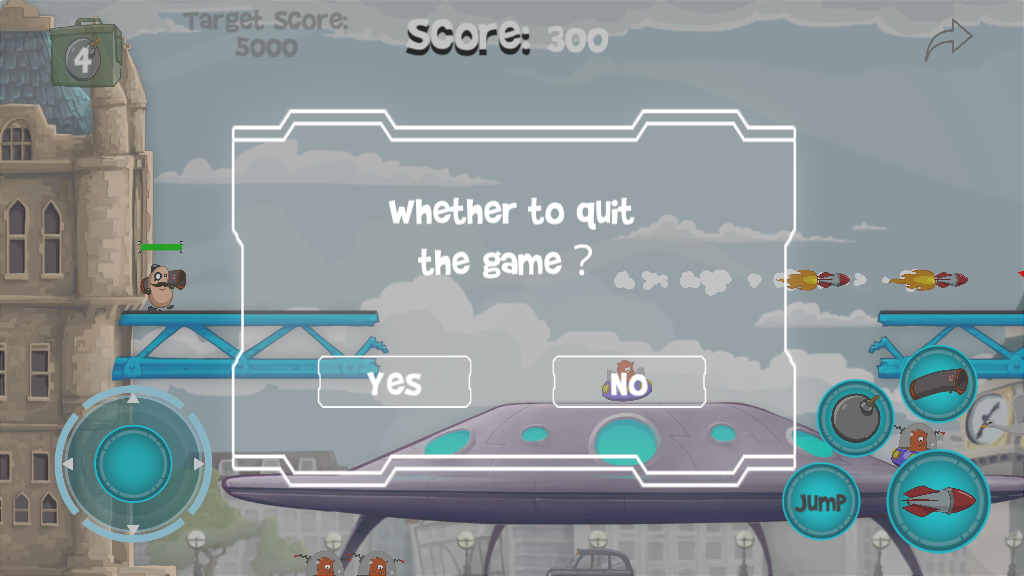 Target Score:
5000
Score: 300
4
Whether to quit
the game ?
Yes
No
Jump